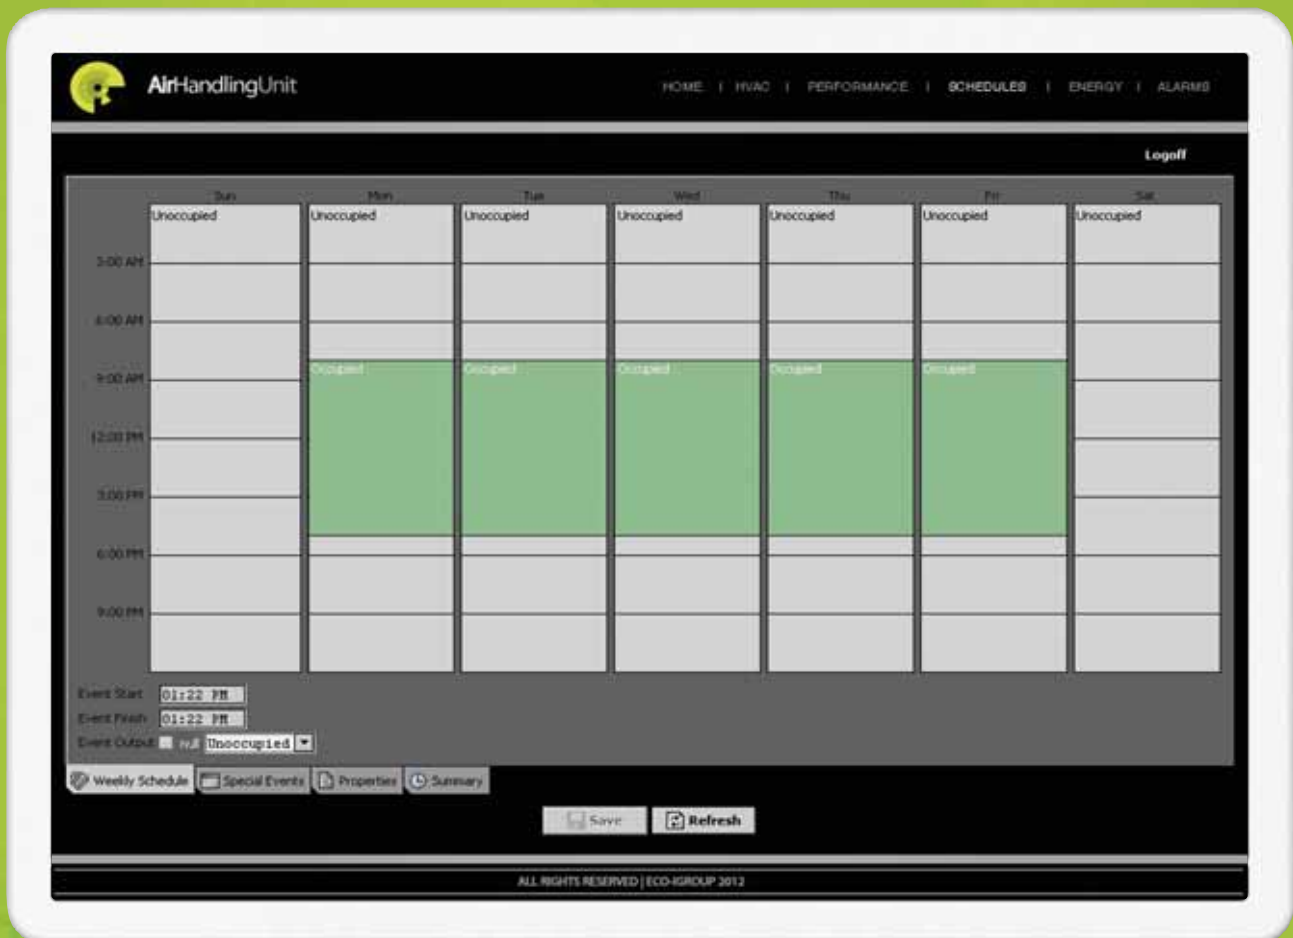 AirHandlingUnit
HOME | HVAC | PERFORMANCE | SCHEDULES | ENERGY | ALARMS
Logoff
Sun Mon Tue Wed Thu Fri Sat
Unoccupied Unoccupied Unoccupied Unoccupied Unoccupied Unoccupied Unoccupied
3:00 AM
6:00 AM
Occupied Occupied Occupied Occupied Occupied
9:00 AM
12:00 PM
3:00 PM
6:00 PM
9:00 PM
Event Start 01:22 PM
Event Finish 01:22 PM
Event Output null Unoccupied
Weekly Schedule Special Events Properties Summary
Save Refresh
ALL RIGHTS RESERVED | ECO-IGROUP 2012